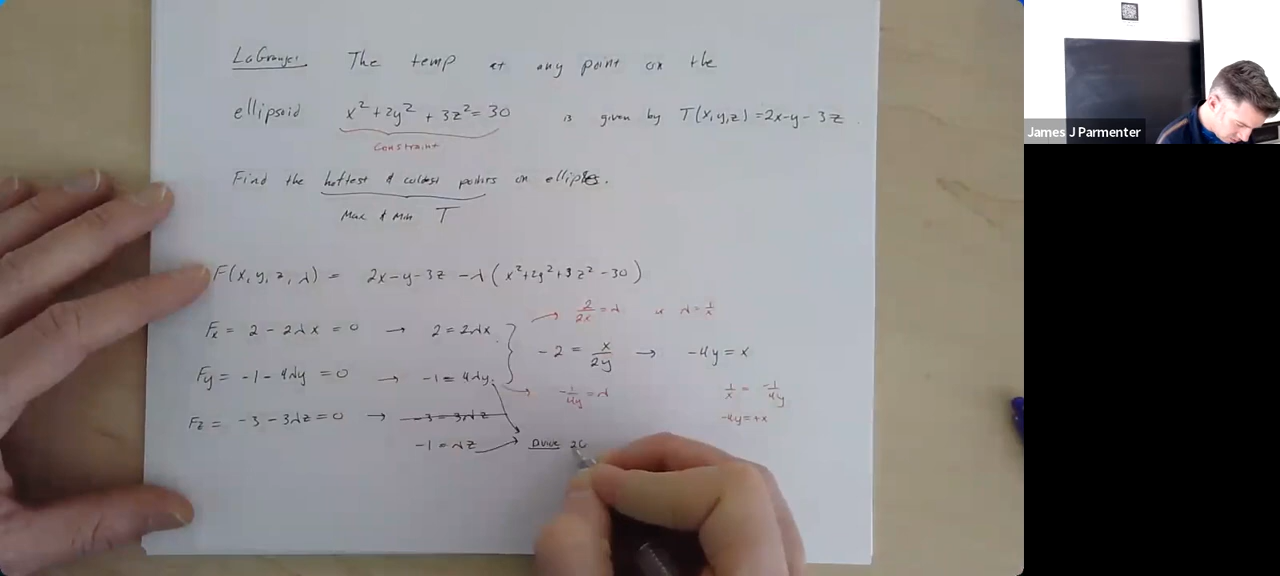 LaGrange: The temp at any point on the
ellipsoid x² + 2y² + 3z² = 30 is given by T(x,y,z) = 2x-y-3z.
Constraint
Find the hottest & coldest points on ellipses.
Max & Min T
F(x, y, z, λ) = 2x-y-3z -λ(x²+2y²+3z²-30)
2/2x = λ λ = 1/x
Fx = 2 - 2λx = 0 → 2 = 2λx
-2 = x/2y → -4y = x
Fy = -1 - 4λy = 0 → -1 = 4λy
-1/4y = λ
1/x = -1/4y
-4y = +x
Fz = -3 - 3λz = 0 → -3 = 3λz
-1 = λz
Divide
James J Parmenter